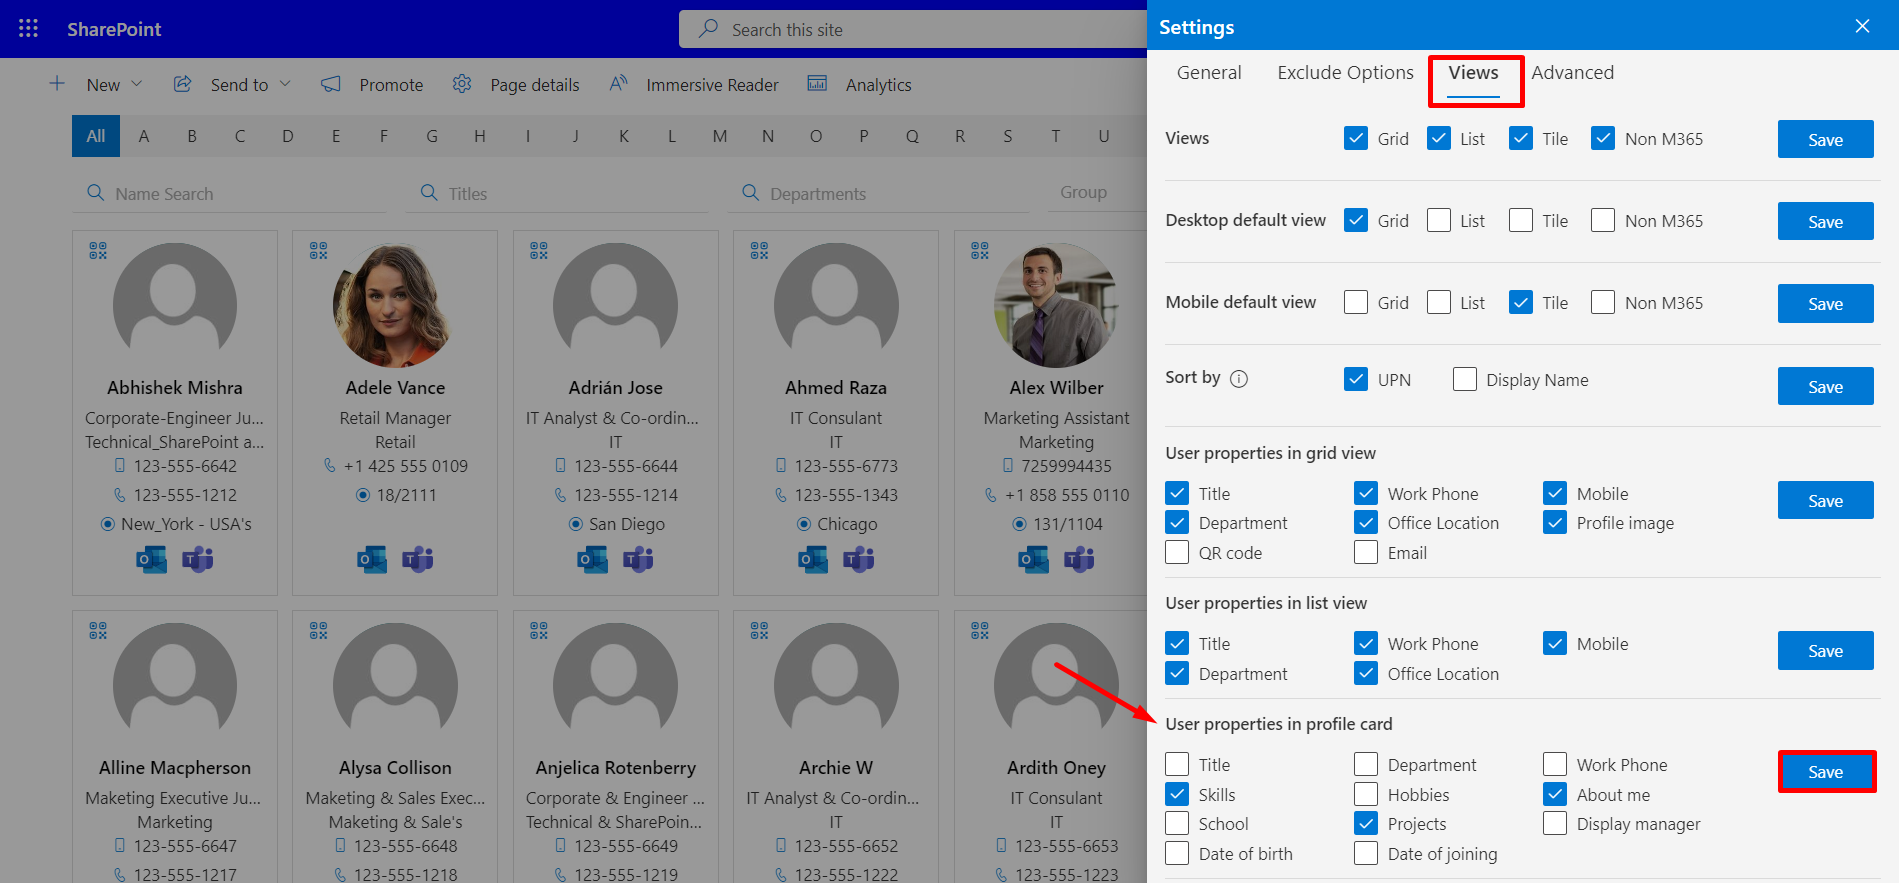 SharePoint
Search this site
New
Send to
Promote
Page details
Immersive Reader
Analytics
All A B C D E F G H I J K L M N O P Q R S T U
Name Search
Titles
Departments
Group
Abhishek Mishra
Corporate-Engineer Ju...
Technical_SharePoint a...
123-555-6642
123-555-1212
New_York - USA's
Adele Vance
Retail Manager
Retail
+1 425 555 0109
18/2111
Adrián Jose
IT Analyst & Co-ordin...
IT
123-555-6644
123-555-1214
San Diego
Ahmed Raza
IT Consulant
IT
123-555-6773
123-555-1343
Chicago
Alex Wilber
Marketing Assistant
Marketing
7259994435
+1 858 555 0110
131/1104
Alline Macpherson
Maketing Executive Ju...
Marketing
123-555-6647
123-555-1217
Alysa Collison
Maketing & Sales Exec...
Maketing & Sale's
123-555-6648
123-555-1218
Anjelica Rotenberry
Corporate & Engineer ...
Technical & SharePoin...
123-555-6649
123-555-1219
Archie W
IT Analyst & Co-ordin...
IT
123-555-6652
123-555-1222
Ardith Oney
IT Consulant
IT
123-555-6653
123-555-1223
Settings
General Exclude Options Views Advanced
Views Grid List Tile Non M365 Save
Desktop default view Grid List Tile Non M365 Save
Mobile default view Grid List Tile Non M365 Save
Sort by UPN Display Name Save
User properties in grid view
Title Work Phone Mobile Save
Department Office Location Profile image
QR code Email
User properties in list view
Title Work Phone Mobile Save
Department Office Location
User properties in profile card
Title Department Work Phone Save
Skills Hobbies About me
School Projects Display manager
Date of birth Date of joining